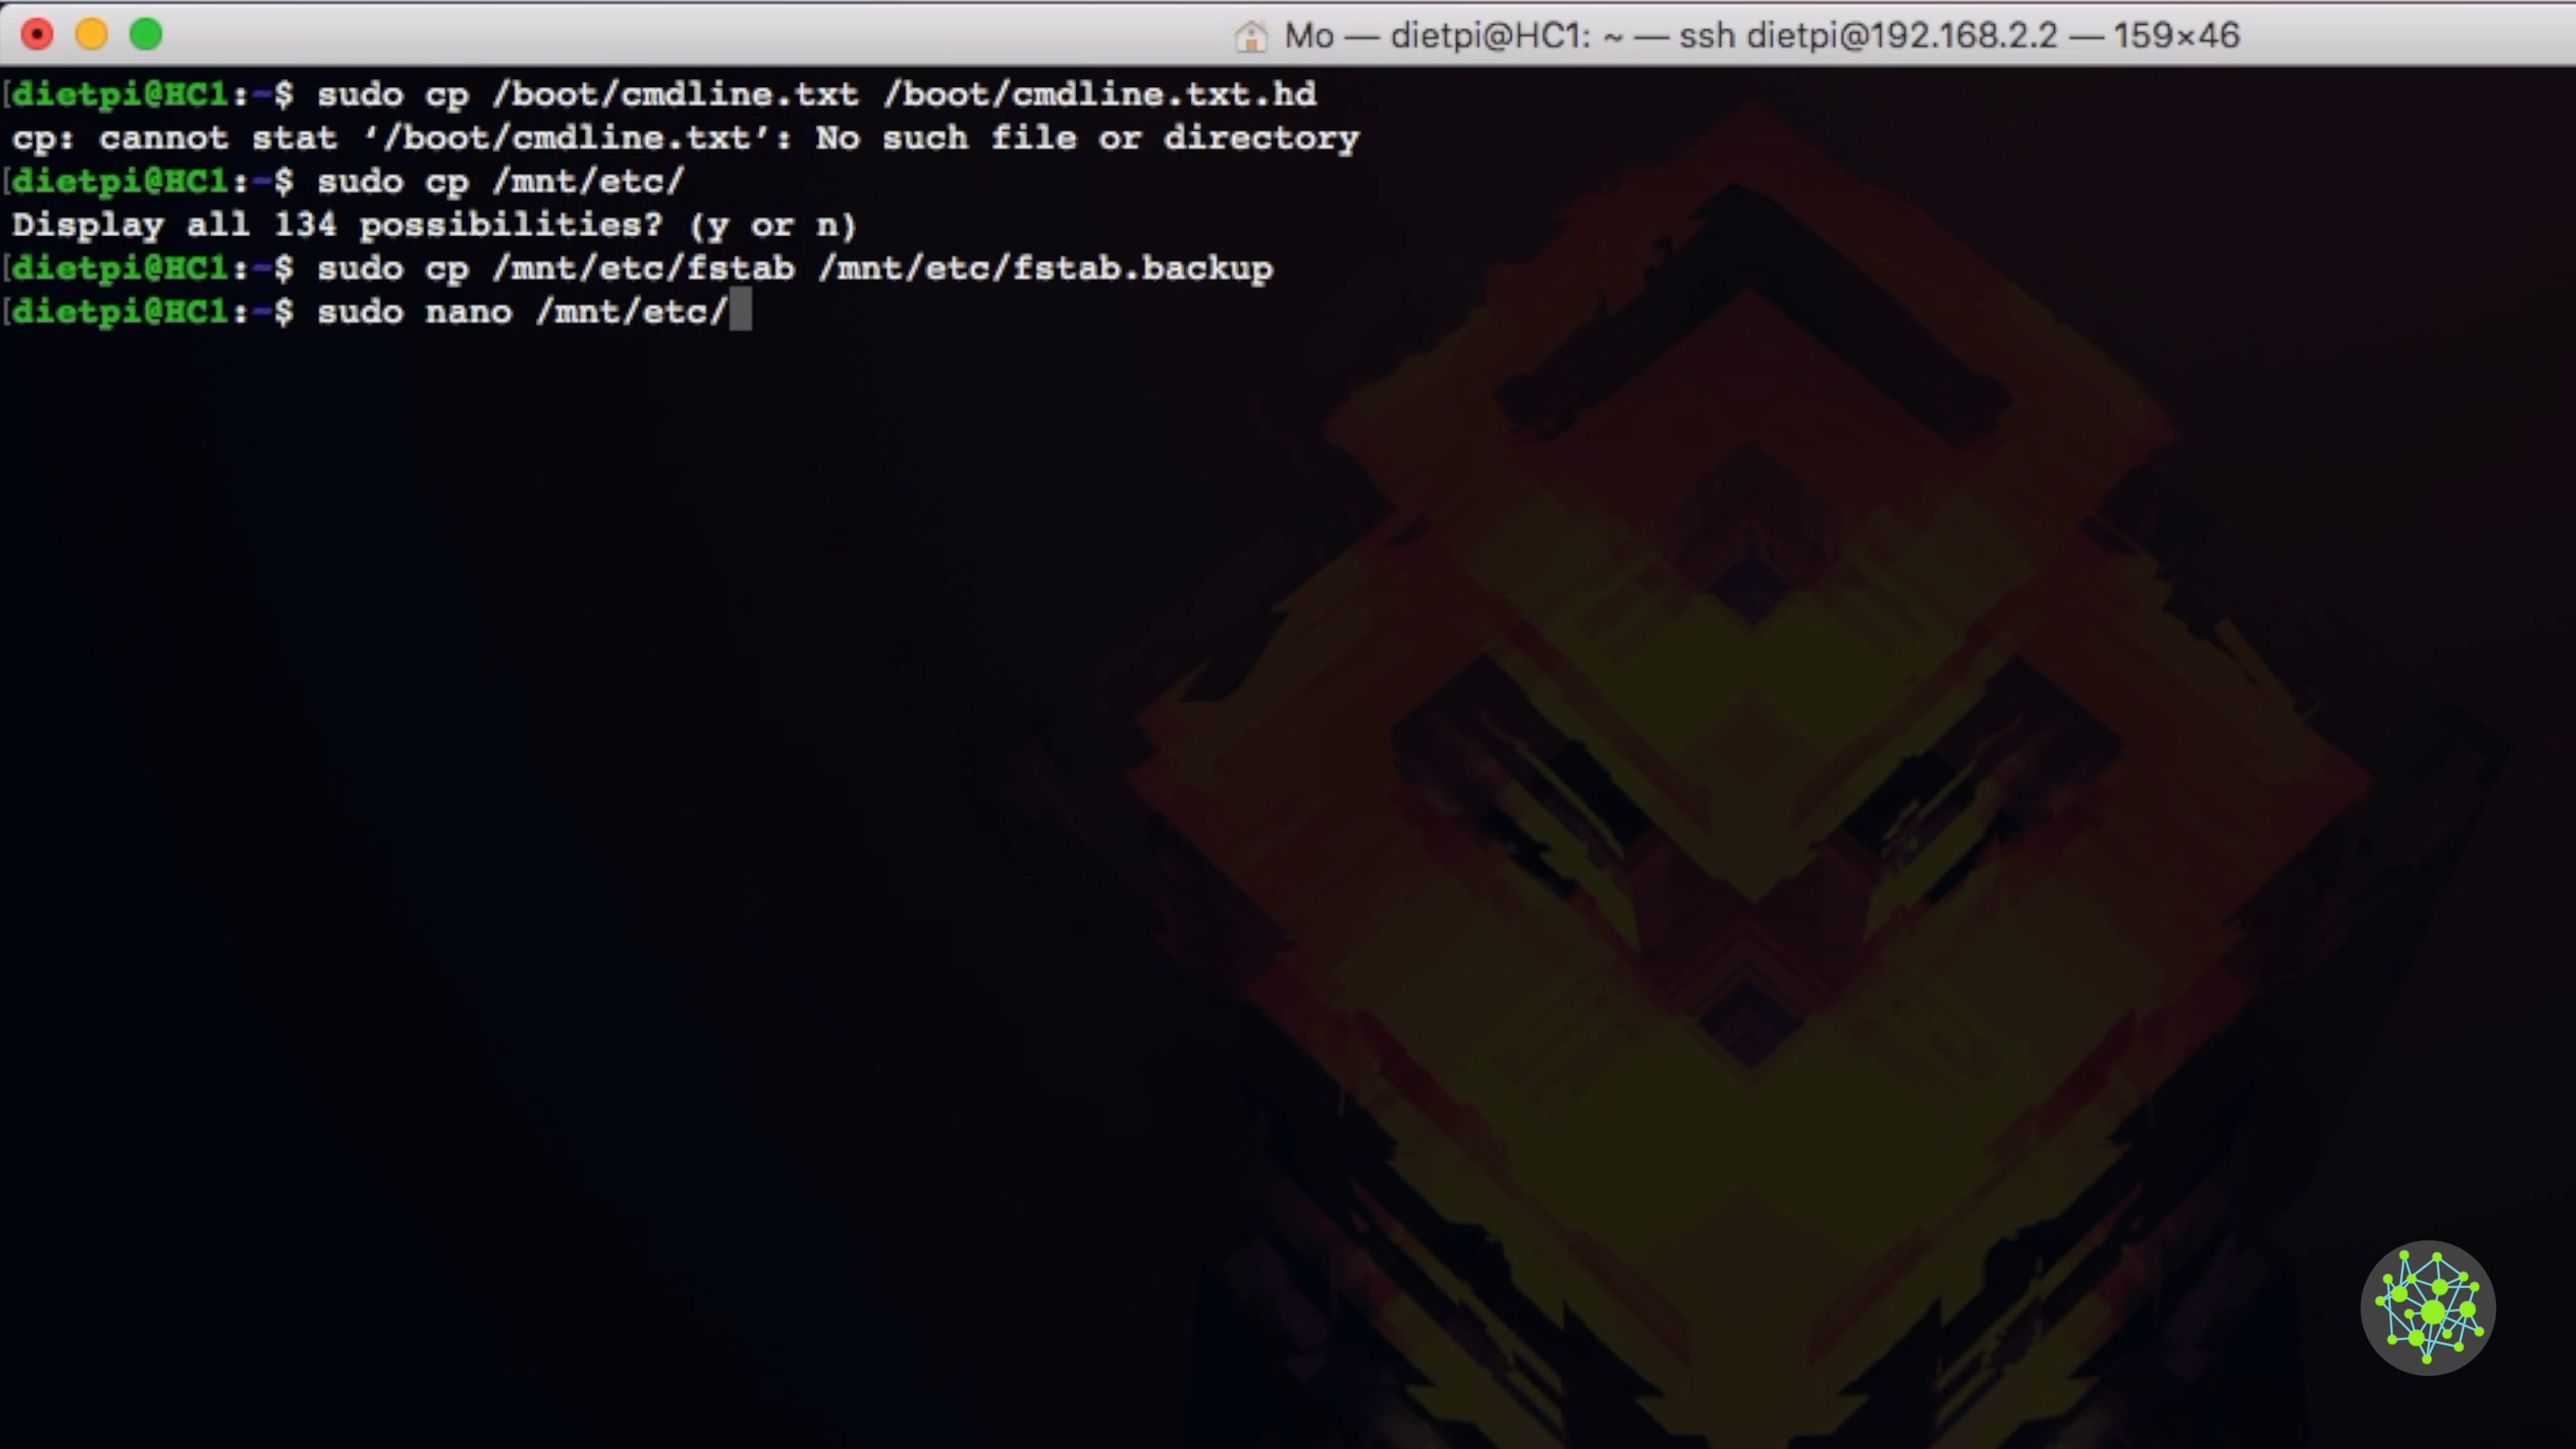 Mo — dietpi@HC1: ~ — ssh dietpi@192.168.2.2 — 159×46
[dietpi@HC1:~$ sudo cp /boot/cmdline.txt /boot/cmdline.txt.hd
cp: cannot stat ‘/boot/cmdline.txt’: No such file or directory
[dietpi@HC1:~$ sudo cp /mnt/etc/
Display all 134 possibilities? (y or n)
[dietpi@HC1:~$ sudo cp /mnt/etc/fstab /mnt/etc/fstab.backup
[dietpi@HC1:~$ sudo nano /mnt/etc/